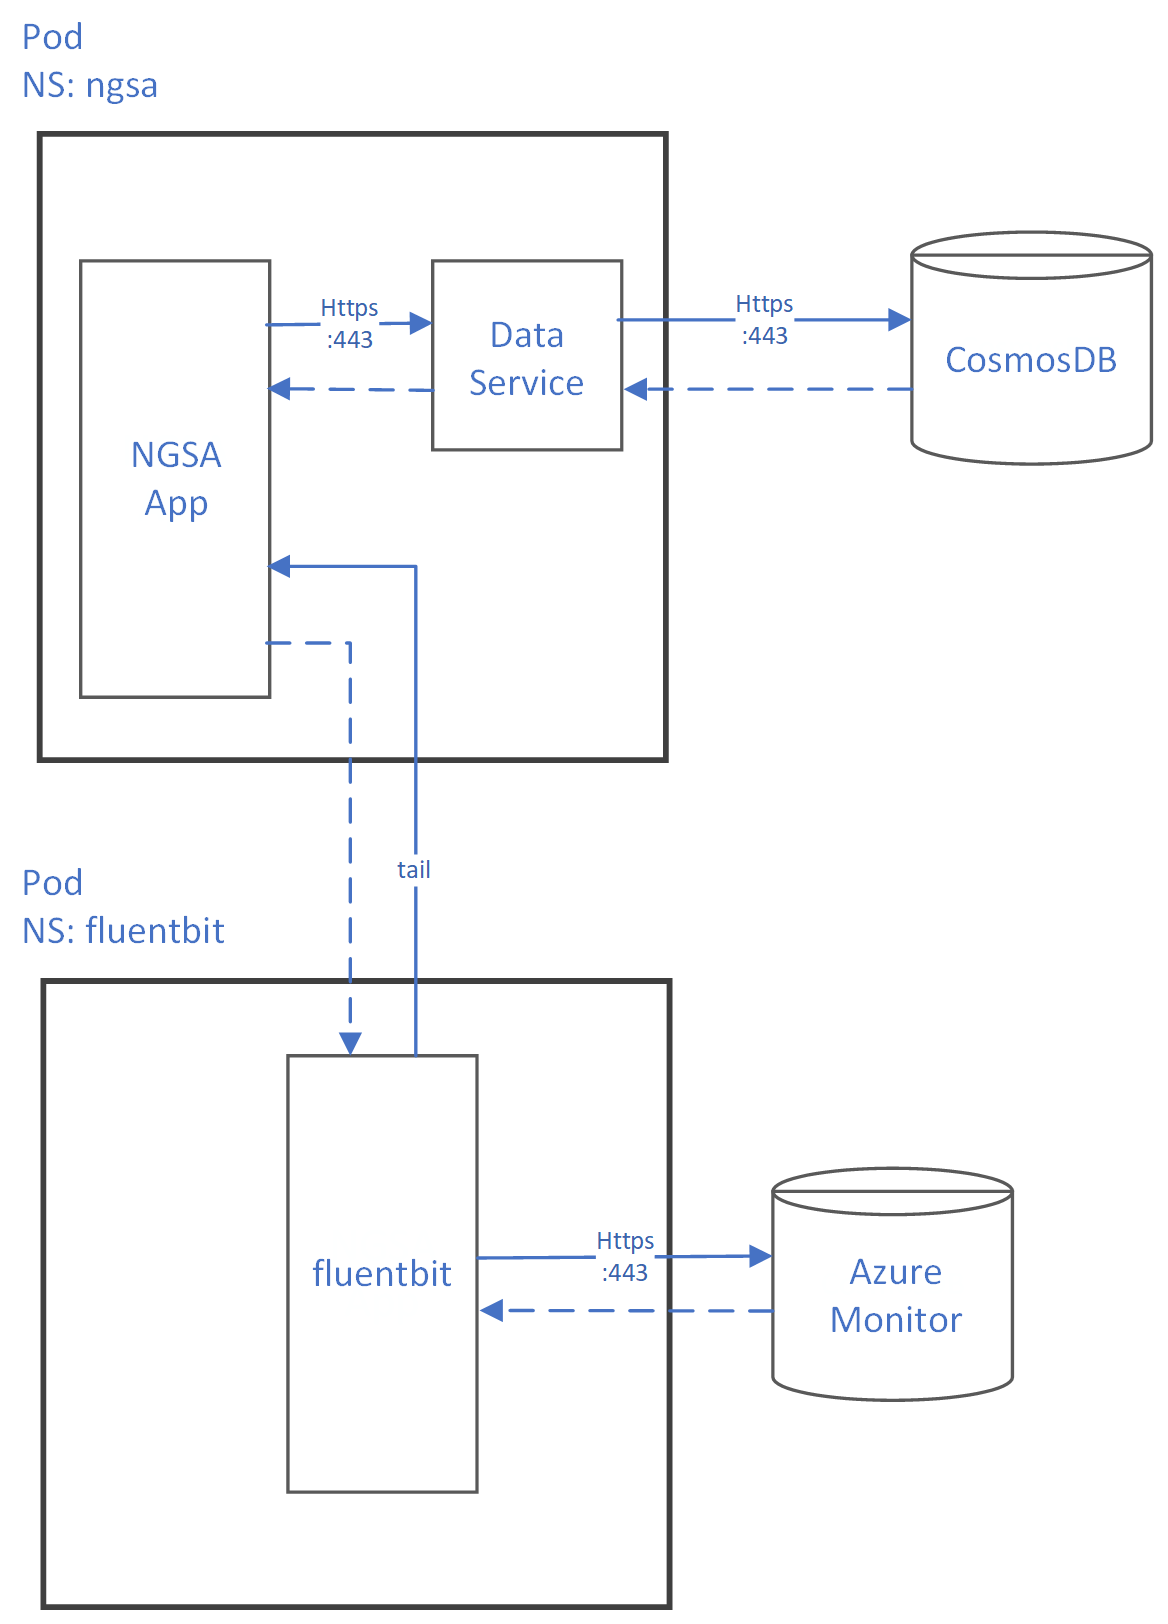 Pod
NS: ngsa
Https
:443
Data
Service
Https
:443
CosmosDB
NGSA
App
tail
Pod
NS: fluentbit
Https
:443
fluentbit
Azure
Monitor